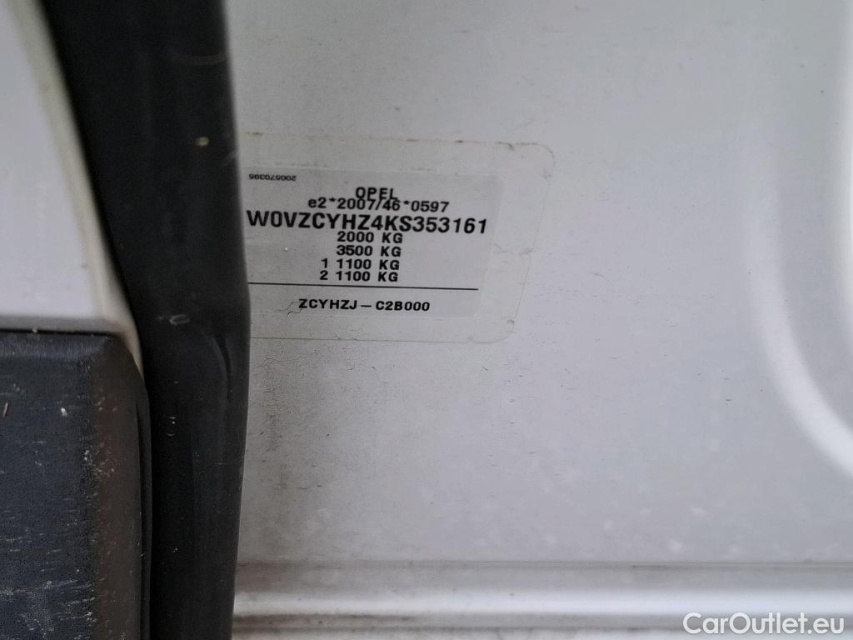 200570396
OPEL
e2*2007/46*0597
W0VZCYHZ4KS353161
2000 KG
3500 KG
1 1100 KG
2 1100 KG
ZCYHZJ – C2B000
CarOutlet.eu